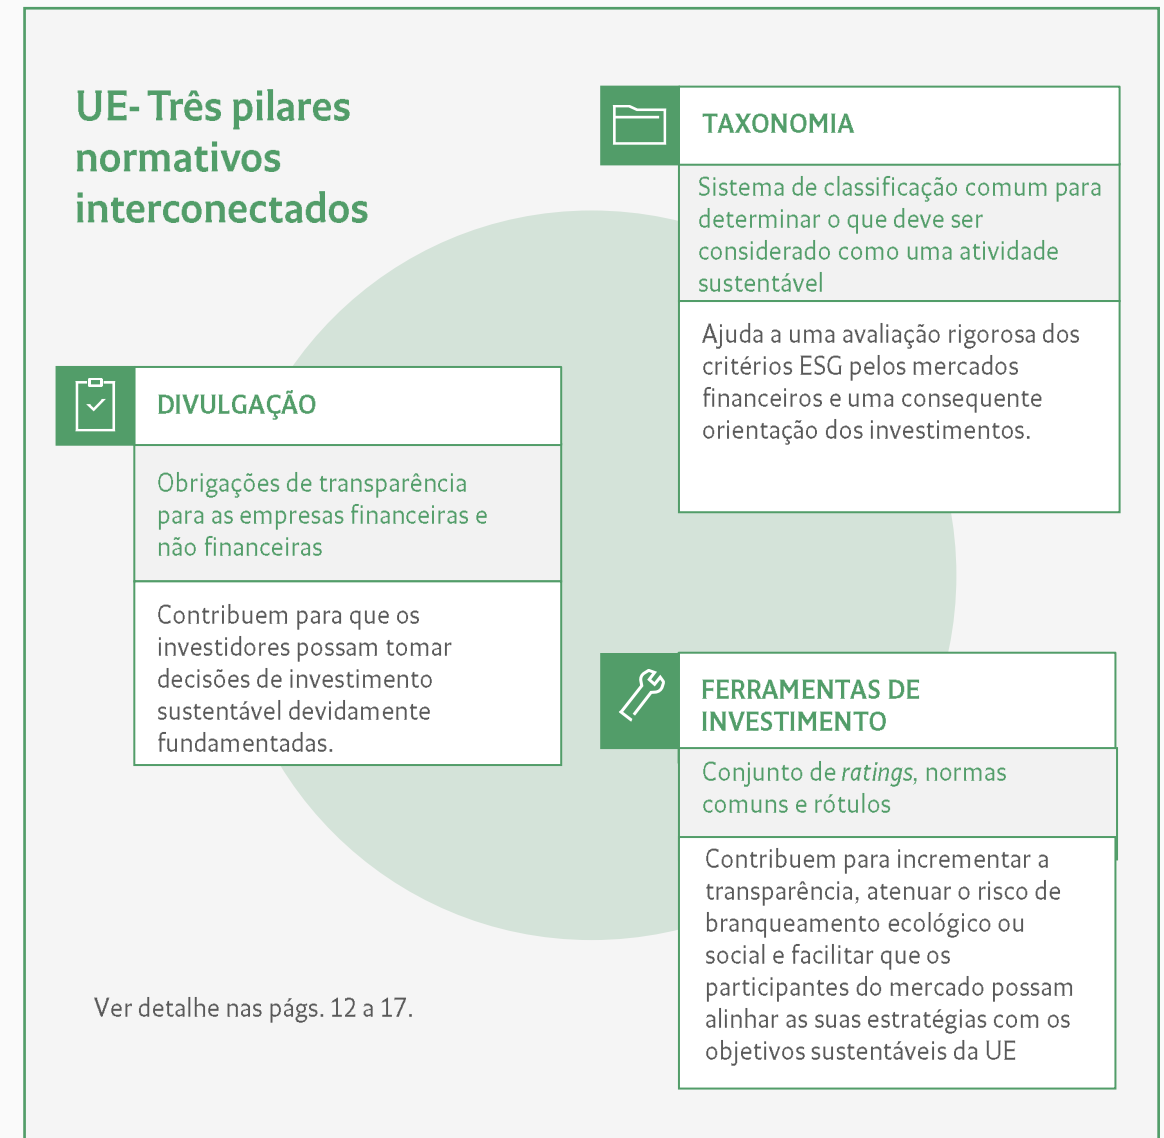 UE- Três pilares
normativos
interconectados
TAXONOMIA
Sistema de classificação comum para
determinar o que deve ser
considerado como uma atividade
sustentável
Ajuda a uma avaliação rigorosa dos
critérios ESG pelos mercados
financeiros e uma consequente
orientação dos investimentos.
DIVULGAÇÃO
Obrigações de transparência
para as empresas financeiras e
não financeiras
Contribuem para que os
investidores possam tomar
decisões de investimento
sustentável devidamente
fundamentadas.
FERRAMENTAS DE
INVESTIMENTO
Conjunto de ratings, normas
comuns e rótulos
Contribuem para incrementar a
transparência, atenuar o risco de
branqueamento ecológico ou
social e facilitar que os
participantes do mercado possam
alinhar as suas estratégias com os
objetivos sustentáveis da UE
Ver detalhe nas págs. 12 a 17.